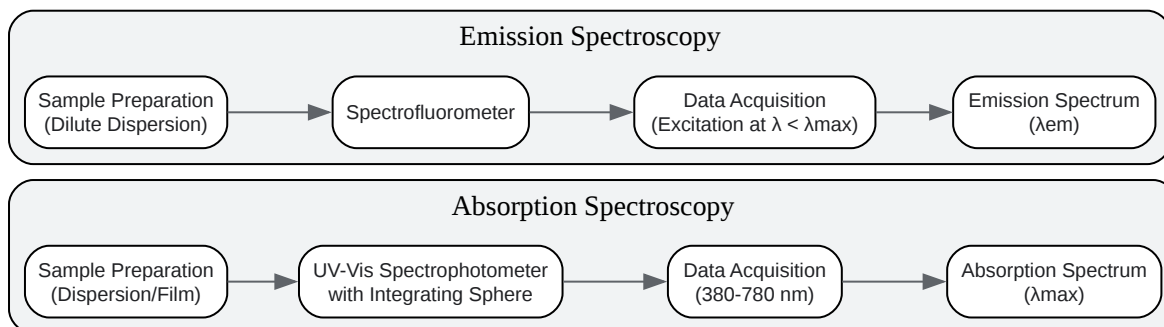 Emission Spectroscopy
Sample Preparation
(Dilute Dispersion)
Spectrofluorometer
Data Acquisition
(Excitation at λ < λmax)
Emission Spectrum
(λem)
Absorption Spectroscopy
Sample Preparation
(Dispersion/Film)
UV-Vis Spectrophotometer
with Integrating Sphere
Data Acquisition
(380-780 nm)
Absorption Spectrum
(λmax)